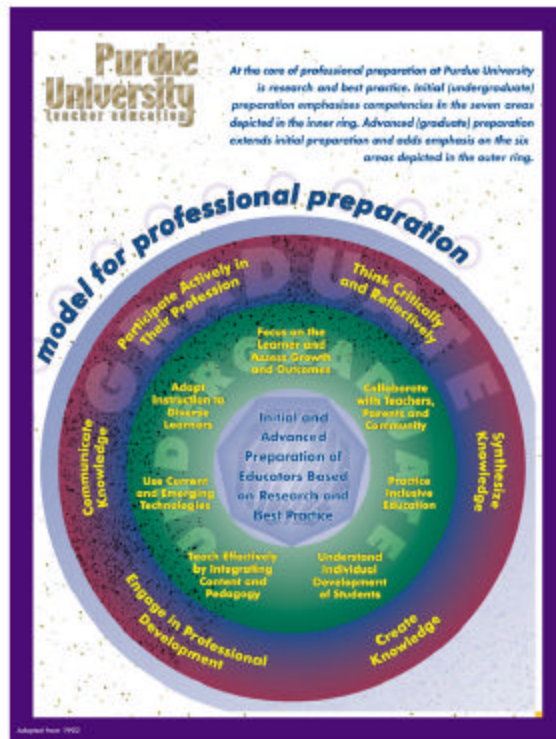 Purdue
University
teacher education
At the core of professional preparation at Purdue University
is research and best practice. Initial (undergraduate)
preparation emphasizes competencies in the seven areas
depicted in the inner ring. Advanced (graduate) preparation
extends initial preparation and adds emphasis on the six
areas depicted in the outer ring.
model for professional preparation
GRADUATE
Participate Actively in
Their Profession
Think Critically
and Reflectively
Synthesize
Knowledge
Create
Knowledge
Engage in Professional
Development
Communicate
Knowledge
UNDERGRADUATE
Focus on the
Learner and
Assess Growth
and Outcomes
Collaborate
with Teachers,
Parents and
Community
Practice
Inclusive
Education
Understand
Individual
Development
of Students
Teach Effectively
by Integrating
Content and
Pedagogy
Use Current
and Emerging
Technologies
Adapt
Instruction to
Diverse
Learners
Initial and
Advanced
Preparation of
Educators Based
on Research and
Best Practice
Adapted from